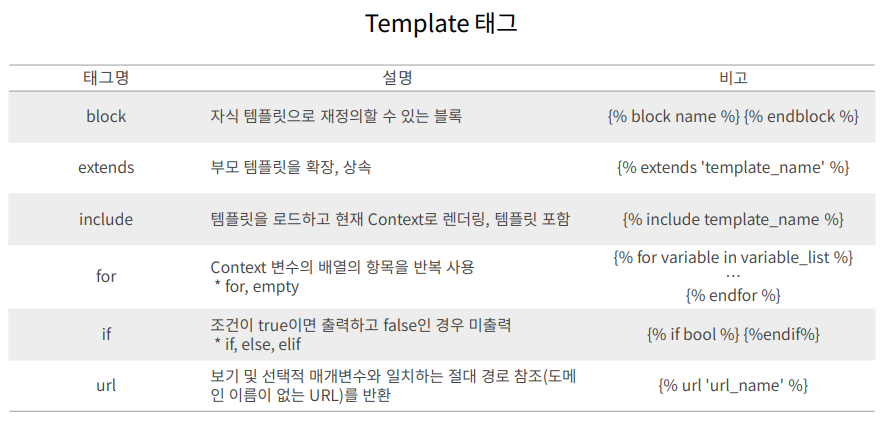 Template 태그
태그명 설명 비고
block 자식 템플릿으로 재정의할 수 있는 블록 {% block name %} {% endblock %}
extends 부모 템플릿을 확장, 상속 {% extends 'template_name' %}
include 템플릿을 로드하고 현재 Context로 렌더링, 템플릿 포함 {% include template_name %}
for Context 변수의 배열의 항목을 반복 사용 {% for variable in variable_list %}
* for, empty ...
{% endfor %}
if 조건이 true이면 출력하고 false인 경우 미출력 {% if bool %} {%endif%}
* if, else, elif
url 보기 및 선택적 매개변수와 일치하는 절대 경로 참조(도메 {% url 'url_name' %}
인 이름이 없는 URL)를 반환